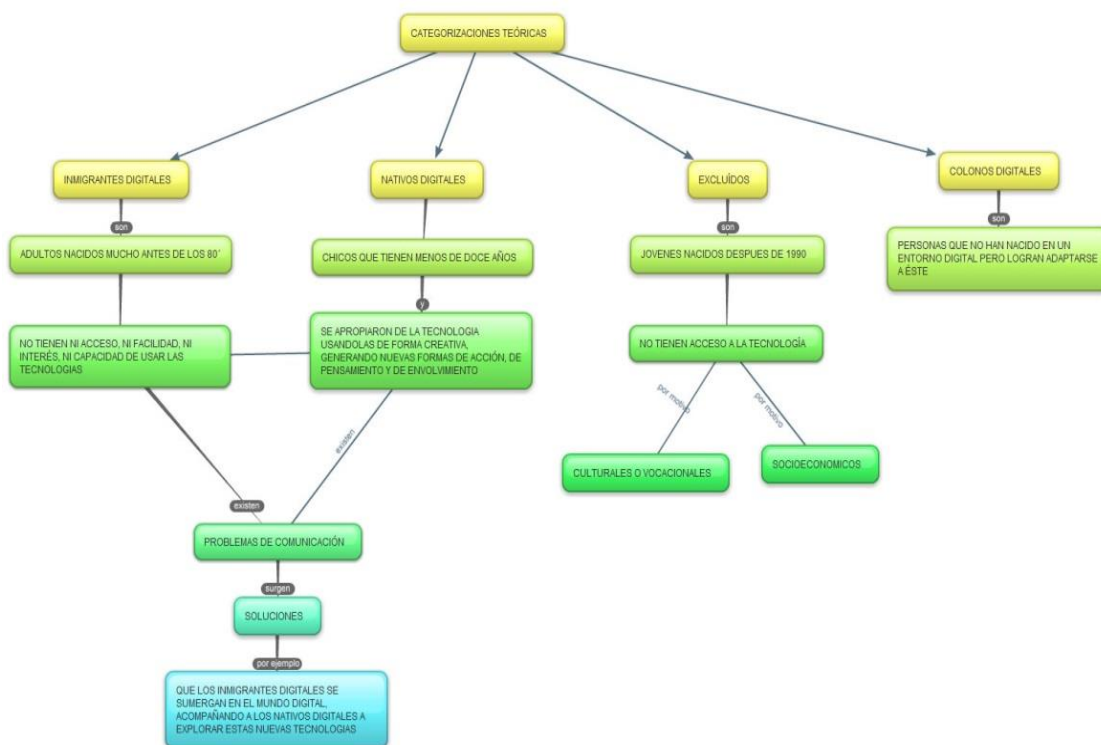 CATEGORIZACIONES TEÓRICAS
INMIGRANTES DIGITALES
NATIVOS DIGITALES
EXCLUÍDOS
COLONOS DIGITALES
son
son
son
ADULTOS NACIDOS MUCHO ANTES DE LOS 80´
CHICOS QUE TIENEN MENOS DE DOCE AÑOS
JOVENES NACIDOS DESPUES DE 1990
PERSONAS QUE NO HAN NACIDO EN UN
ENTORNO DIGITAL PERO LOGRAN ADAPTARSE
A ÉSTE
y
NO TIENEN ACCESO, NI FACILIDAD, NI
INTERÉS, NI CAPACIDAD DE USAR LAS
TECNOLOGIAS
SE APROPIARON DE LA TECNOLOGIA
USANDOLAS DE FORMA CREATIVA,
GENERANDO NUEVAS FORMAS DE ACCIÓN, DE
PENSAMIENTO Y DE ENVOLVIMIENTO
NO TIENEN ACCESO A LA TECNOLOGÌA
por motivo
por motivo
existen
CULTURALES O VOCACIONALES
SOCIOECONOMICOS
existen
PROBLEMAS DE COMUNICACIÓN
surgen
SOLUCIONES
por ejemplo
QUE LOS INMIGRANTES DIGITALES SE
SUMERGAN EN EL MUNDO DIGITAL,
ACOMPAÑANDO A LOS NATIVOS DIGITALES A
EXPLORAR ESTAS NUEVAS TECNOLOGIAS